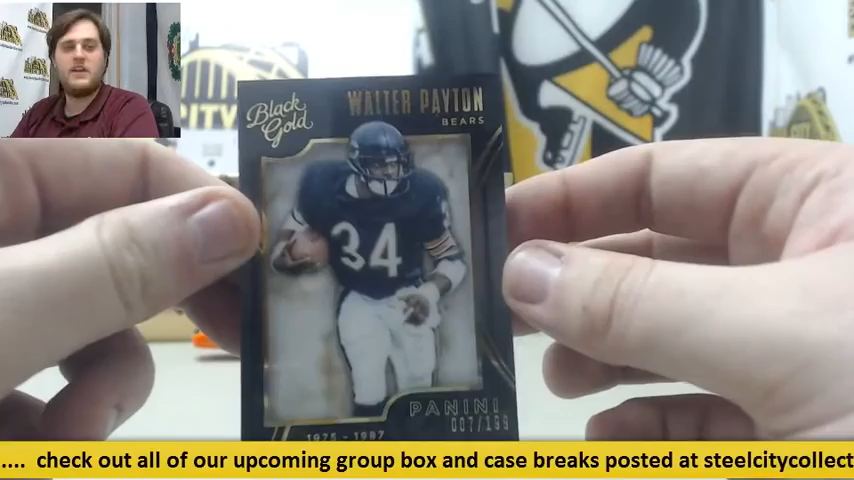 Black Gold
WALTER PAYTON
BEARS
34
PANINI
007/199
1975 - 1987
.... check out all of our upcoming group box and case breaks posted at steelcitycollect